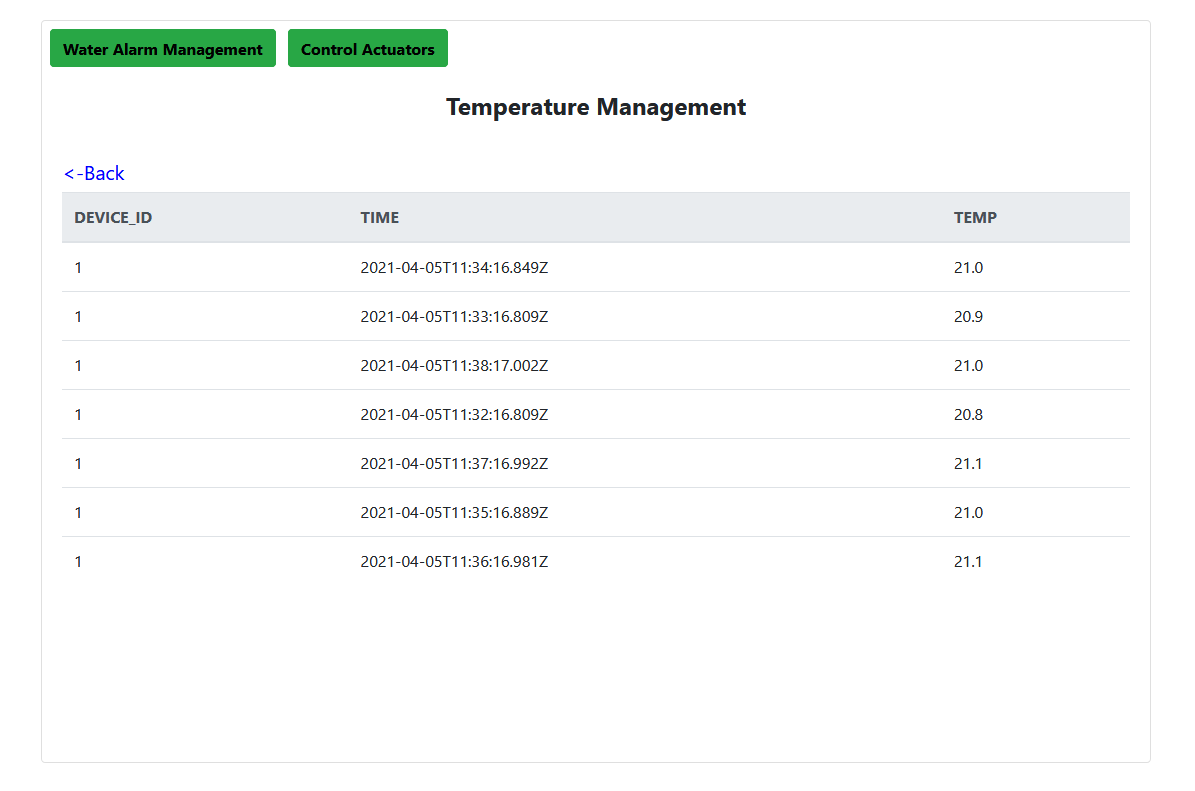 Water Alarm Management Control Actuators
Temperature Management
<-Back
DEVICE_ID TIME TEMP
1 2021-04-05T11:34:16.849Z 21.0
1 2021-04-05T11:33:16.809Z 20.9
1 2021-04-05T11:38:17.002Z 21.0
1 2021-04-05T11:32:16.809Z 20.8
1 2021-04-05T11:37:16.992Z 21.1
1 2021-04-05T11:35:16.889Z 21.0
1 2021-04-05T11:36:16.981Z 21.1